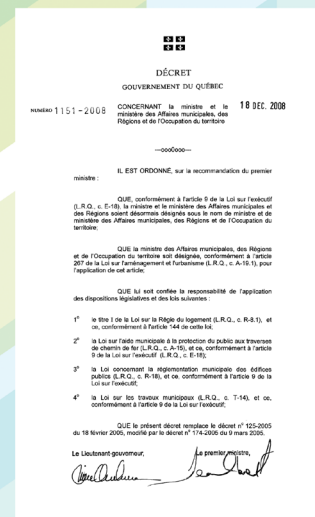 DÉCRET
GOUVERNEMENT DU QUÉBEC
NUMÉRO 1151-2008
CONCERNANT la ministre et le
ministère des Affaires municipales, des
Régions et de l'Occupation du territoire
18 DEC. 2008
---ooo0ooo---
IL EST ORDONNÉ, sur la recommandation du premier
ministre :
QUE, conformément à l'article 9 de la Loi sur l'exécutif
(L.R.Q., c. E-18), la ministre et le ministère des Affaires municipales et
des Régions soient désormais désignés sous le nom de ministre et de
ministère des Affaires municipales, des Régions et de l'Occupation du
territoire;
QUE la ministre des Affaires municipales, des Régions
et de l'Occupation du territoire soit désignée, conformément à l'article
267 de la Loi sur l'aménagement et l'urbanisme (L.R.Q., c. A-19.1), pour
l'application de cet article;
QUE lui soit confiée la responsabilité de l'application
des dispositions législatives et des lois suivantes :
1° le titre I de la Loi sur la Régie du logement (L.R.Q., c. R-8.1), et
ce, conformément à l'article 144 de cette loi;
2° la Loi sur l'aide municipale à la protection du public aux traverses
de chemin de fer (L.R.Q., c. A-15), et ce, conformément à l'article
9 de la Loi sur l'exécutif (L.R.Q., c. E-18);
3° la Loi concernant la réglementation municipale des édifices
publics (L.R.Q., c. R-18), et ce, conformément à l'article 9 de la
Loi sur l'exécutif;
4° la Loi sur les travaux municipaux (L.R.Q., c. T-14), et ce,
conformément à l'article 9 de la Loi sur l'exécutif;
QUE le présent décret remplace le décret n° 125-2005
du 18 février 2005, modifié par le décret n° 174-2005 du 9 mars 2005.
Le Lieutenant-gouverneur,
Le premier ministre,